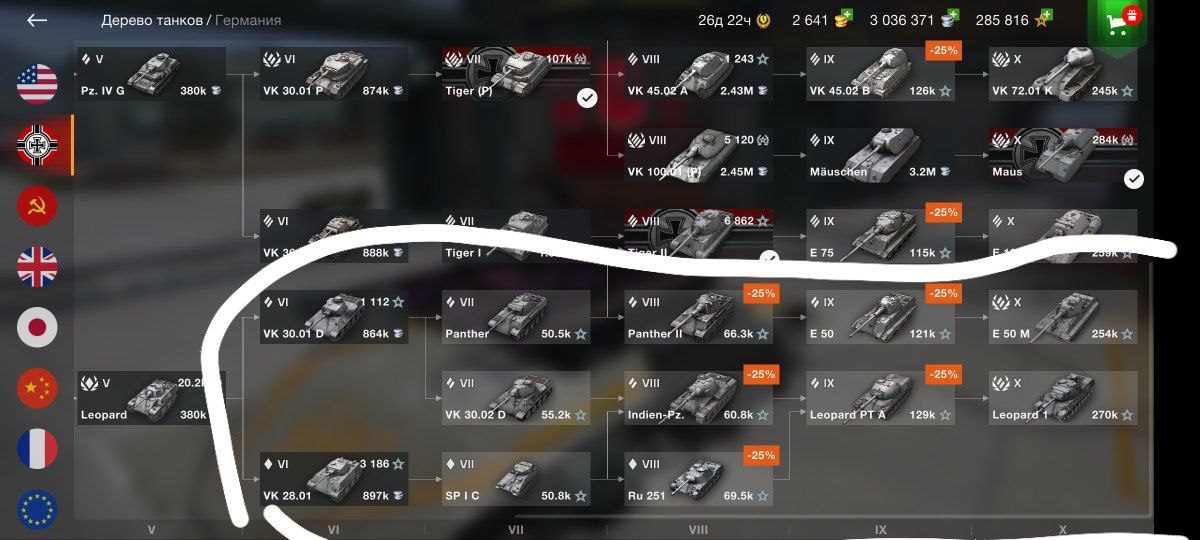 Дерево танков / Германия
26д 22ч 2 641 3 036 371 285 816
V VI VII 107k VIII 1 243 IX -25% X
Pz. IV G 380k VK 30.01 P 874k Tiger (P) VK 45.02 A 2.43M VK 45.02 B 126k VK 72.01 K 245k
VIII 5 120 IX X 284k
VK 100.01 (P) 2.45M Mäuschen 3.2M Maus
VI VII VIII 6 862 IX -25% X
888k Tiger I Tiger II E 75 115k 259k
VI 1 112 VII VIII -25% IX -25% X
VK 30.01 D 864k Panther 50.5k Panther II 66.3k E 50 121k E 50 M 254k
V VII VIII -25% IX -25% X
Leopard 380k VK 30.02 D 55.2k Indien-Pz. 60.8k Leopard PT A 129k Leopard 1 270k
VI 3 186 VII VIII -25%
VK 28.01 897k SP I C 50.8k Ru 251 69.5k
V VI VII VIII IX X